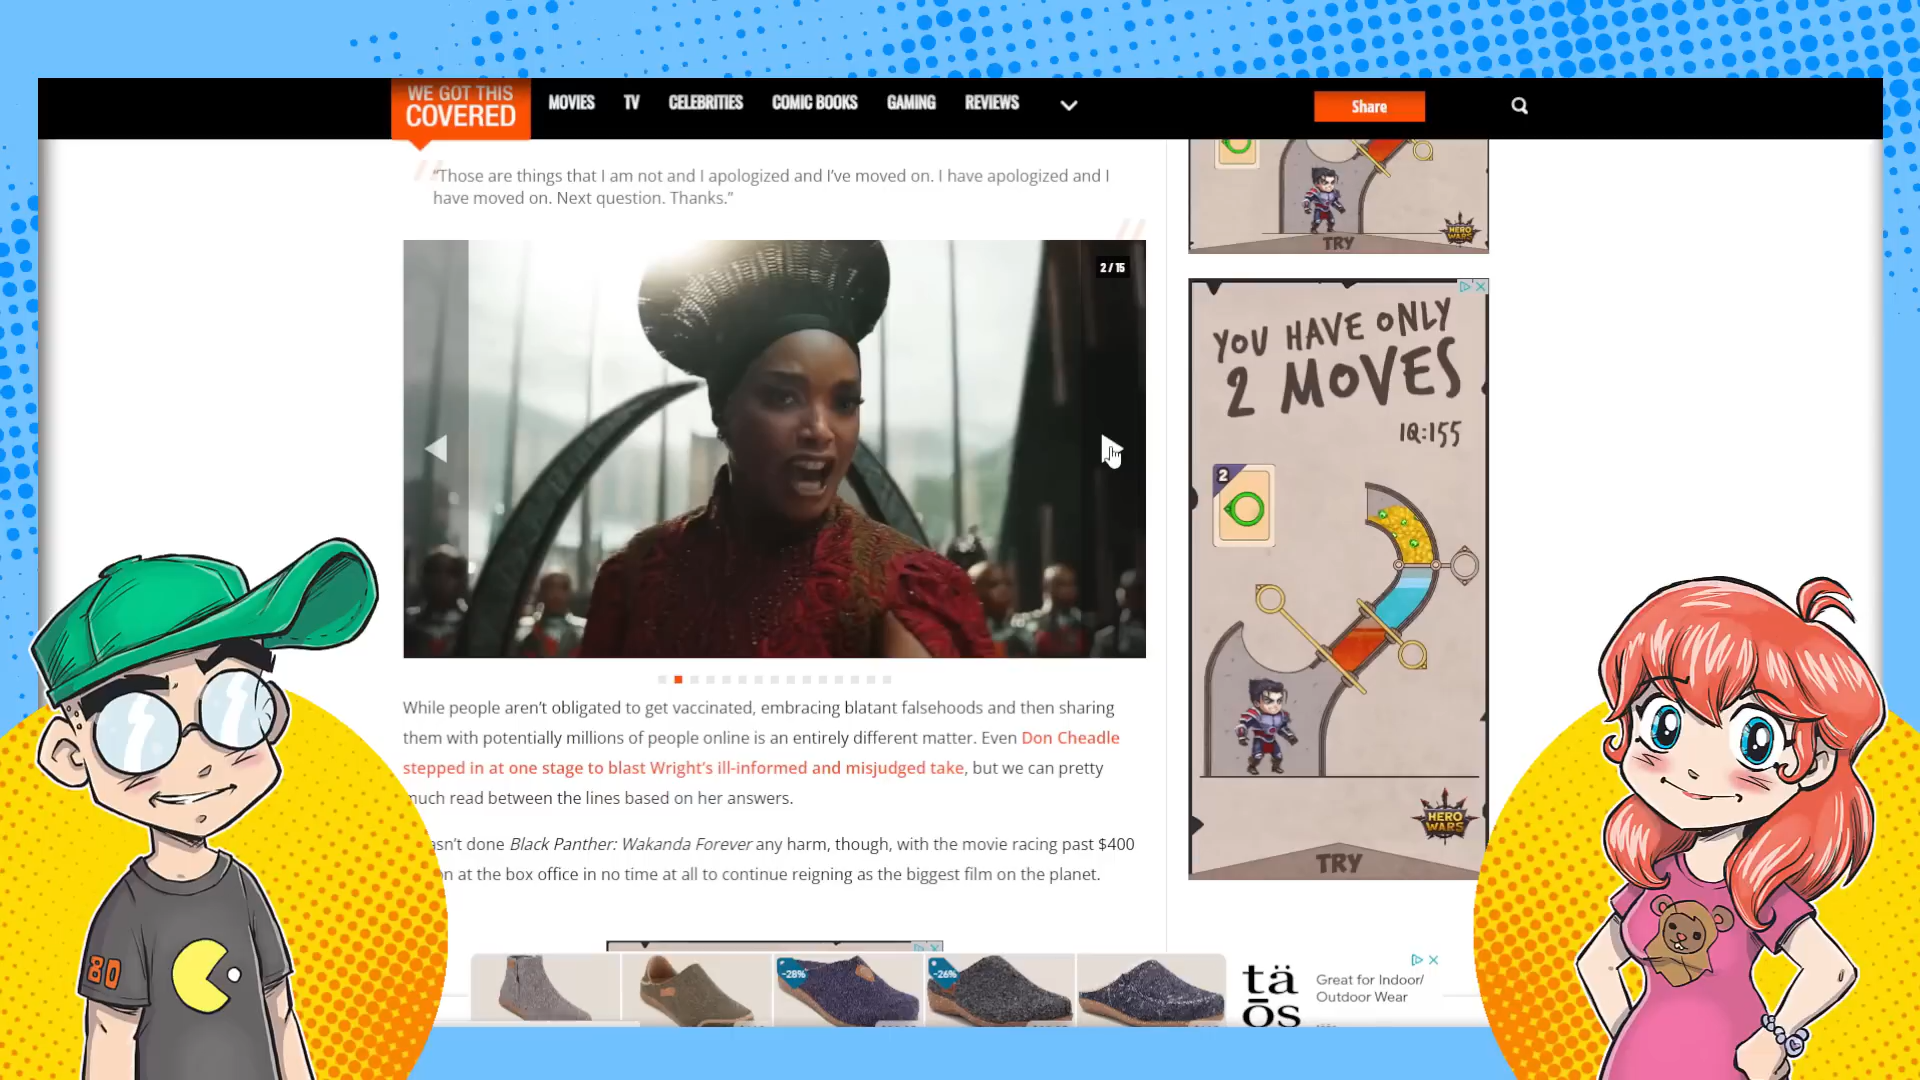 WE GOT THIS
COVERED
MOVIES TV CELEBRITIES COMIC BOOKS GAMING REVIEWS
Share
“Those are things that I am not and I apologized and I’ve moved on. I have apologized and I
have moved on. Next question. Thanks.”
2 / 15
While people aren’t obligated to get vaccinated, embracing blatant falsehoods and then sharing
them with potentially millions of people online is an entirely different matter. Even Don Cheadle
stepped in at one stage to blast Wright’s ill-informed and misjudged take, but we can pretty
much read between the lines based on her answers.
done Black Panther: Wakanda Forever any harm, though, with the movie racing past $400
at the box office in no time at all to continue reigning as the biggest film on the planet.
TRY
HERO
WARS
YOU HAVE ONLY
2 MOVES
IQ:155
2
HERO
WARS
TRY
-28%
-26%
täōs
Great for Indoor/
Outdoor Wear
80